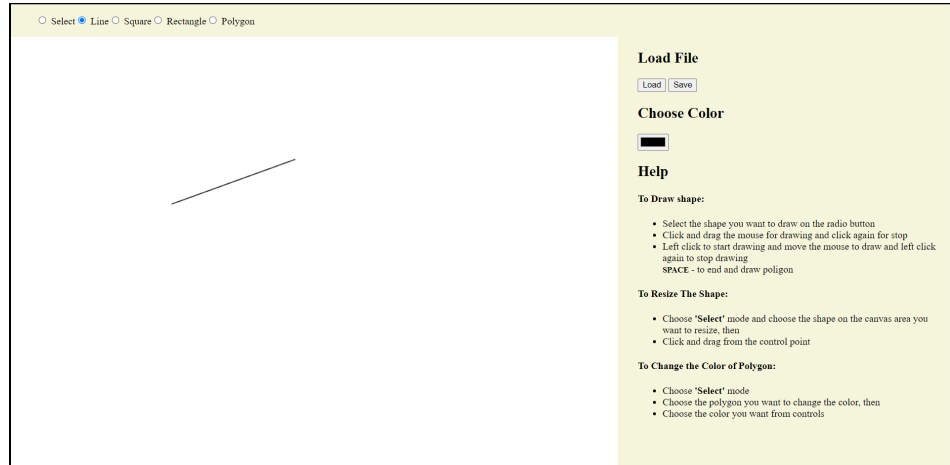 Select Line Square Rectangle Polygon
Load File
Load Save
Choose Color
Help
To Draw shape:
Select the shape you want to draw on the radio button
Click and drag the mouse for drawing and click again for stop
Left click to start drawing and move the mouse to draw and left click
again to stop drawing
SPACE - to end and draw poligon
To Resize The Shape:
Choose 'Select' mode and choose the shape on the canvas area you
want to resize, then
Click and drag from the control point
To Change the Color of Polygon:
Choose 'Select' mode
Choose the polygon you want to change the color, then
Choose the color you want from controls